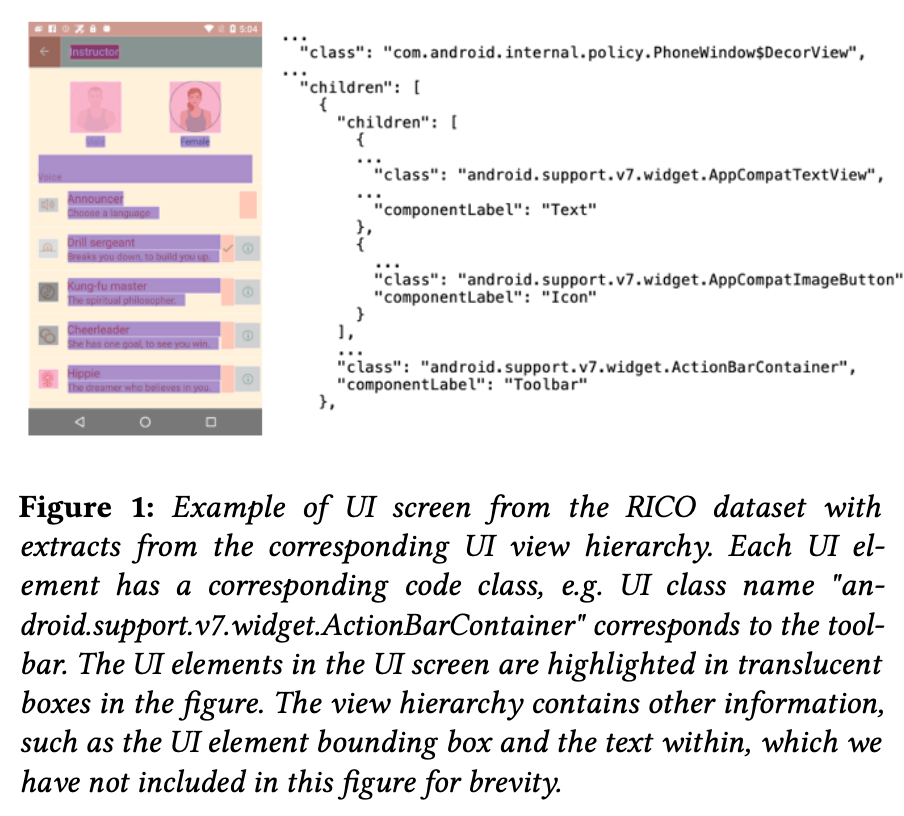 5:04
Instructor
Male
Female
Voice
Announcer
Choose a language
Drill sergeant
Breaks you down, to build you up.
Kung-fu master
The spiritual philosopher.
Cheerleader
She has one goal, to see you win.
Hippie
The dreamer who believes in you.
...
"class": "com.android.internal.policy.PhoneWindow$DecorView",
...
"children": [
{
"children": [
{
...
"class": "android.support.v7.widget.AppCompatTextView",
...
"componentLabel": "Text"
},
{
...
"class": "android.support.v7.widget.AppCompatImageButton"
"componentLabel": "Icon"
}
],
...
"class": "android.support.v7.widget.ActionBarContainer",
"componentLabel": "Toolbar"
},
Figure 1: Example of UI screen from the RICO dataset with
extracts from the corresponding UI view hierarchy. Each UI el-
ement has a corresponding code class, e.g. UI class name "an-
droid.support.v7.widget.ActionBarContainer" corresponds to the tool-
bar. The UI elements in the UI screen are highlighted in translucent
boxes in the figure. The view hierarchy contains other information,
such as the UI element bounding box and the text within, which we
have not included in this figure for brevity.